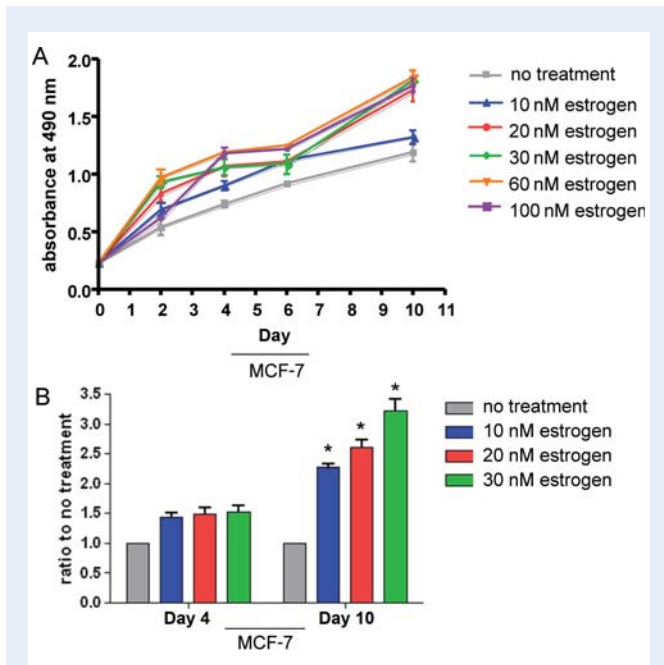 A
absorbance at 490 nm
2.0
1.5
1.0
0.5
0.0
0 1 2 3 4 5 6 7 8 9 10 11
Day
MCF-7
no treatment
10 nM estrogen
20 nM estrogen
30 nM estrogen
60 nM estrogen
100 nM estrogen
B
ratio to no treatment
3.5
3.0
2.5
2.0
1.5
1.0
0.5
0.0
* * *
Day 4 Day 10
MCF-7
no treatment
10 nM estrogen
20 nM estrogen
30 nM estrogen